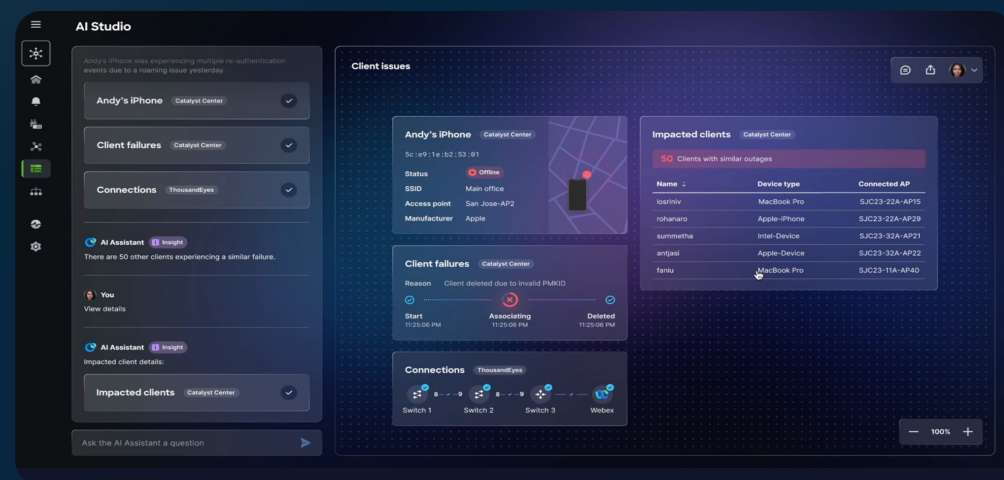 AI Studio
Andy's iPhone was experiencing multiple re-authentication
events due to a roaming issue yesterday.
Andy's iPhone Catalyst Center
Client failures Catalyst Center
Connections ThousandEyes
AI Assistant Insight
There are 50 other clients experiencing a similar failure.
You
View details
AI Assistant Insight
Impacted client details:
Impacted clients Catalyst Center
Ask the AI Assistant a question
Client issues
Andy's iPhone Catalyst Center
5c:e9:1e:b2:53:01
Status Offline
SSID Main office
Access point San Jose-AP2
Manufacturer Apple
Client failures Catalyst Center
Reason Client deleted due to invalid PMKID
Start Associating Deleted
11:25:06 PM 11:25:06 PM 11:25:06 PM
Connections ThousandEyes
8 9 8 9
Switch 1 Switch 2 Switch 3 Webex
Impacted clients Catalyst Center
50 Clients with similar outages
Name Device type Connected AP
iosriniv MacBook Pro SJC23-22A-AP15
rohanaro Apple-iPhone SJC23-22A-AP29
summetha Intel-Device SJC23-32A-AP21
antjasi Apple-Device SJC23-32A-AP22
faniu MacBook Pro SJC23-11A-AP40
100%